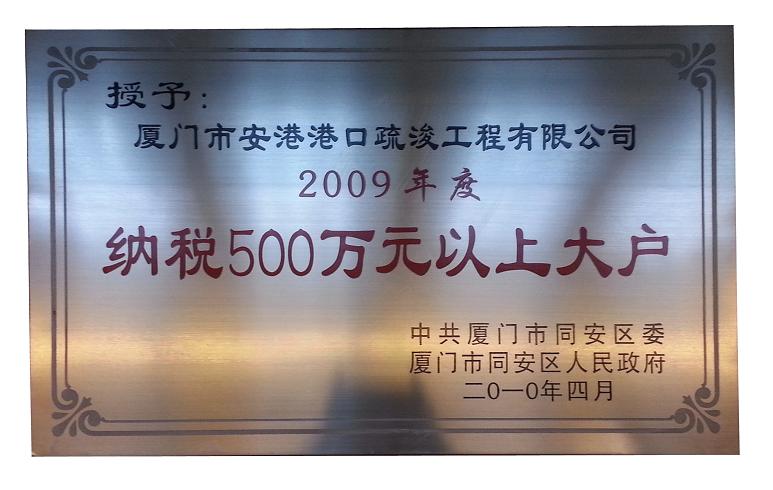 授予：
厦门市安港港口疏浚工程有限公司
2009年度
纳税500万元以上大户
中共厦门市同安区委
厦门市同安区人民政府
二0一0年四月